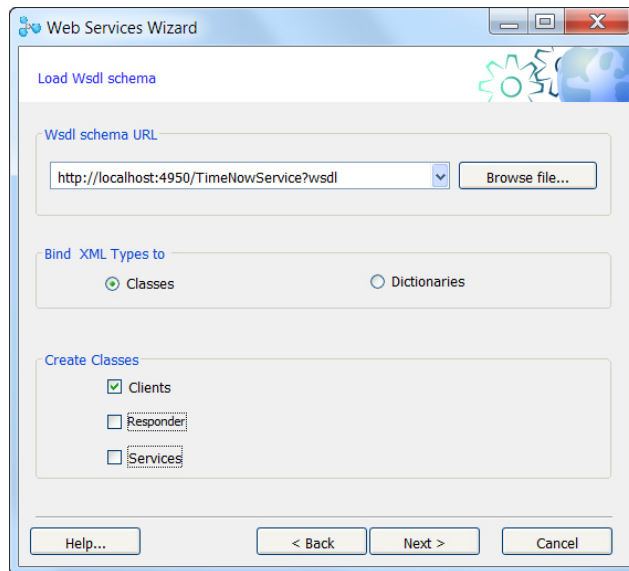 Web Services Wizard
Load Wsdl schema
Wsdl schema URL
http://localhost:4950/TimeNowService?wsdl
Browse file...
Bind XML Types to
Classes
Dictionaries
Create Classes
Clients
Responder
Services
Help...
< Back
Next >
Cancel